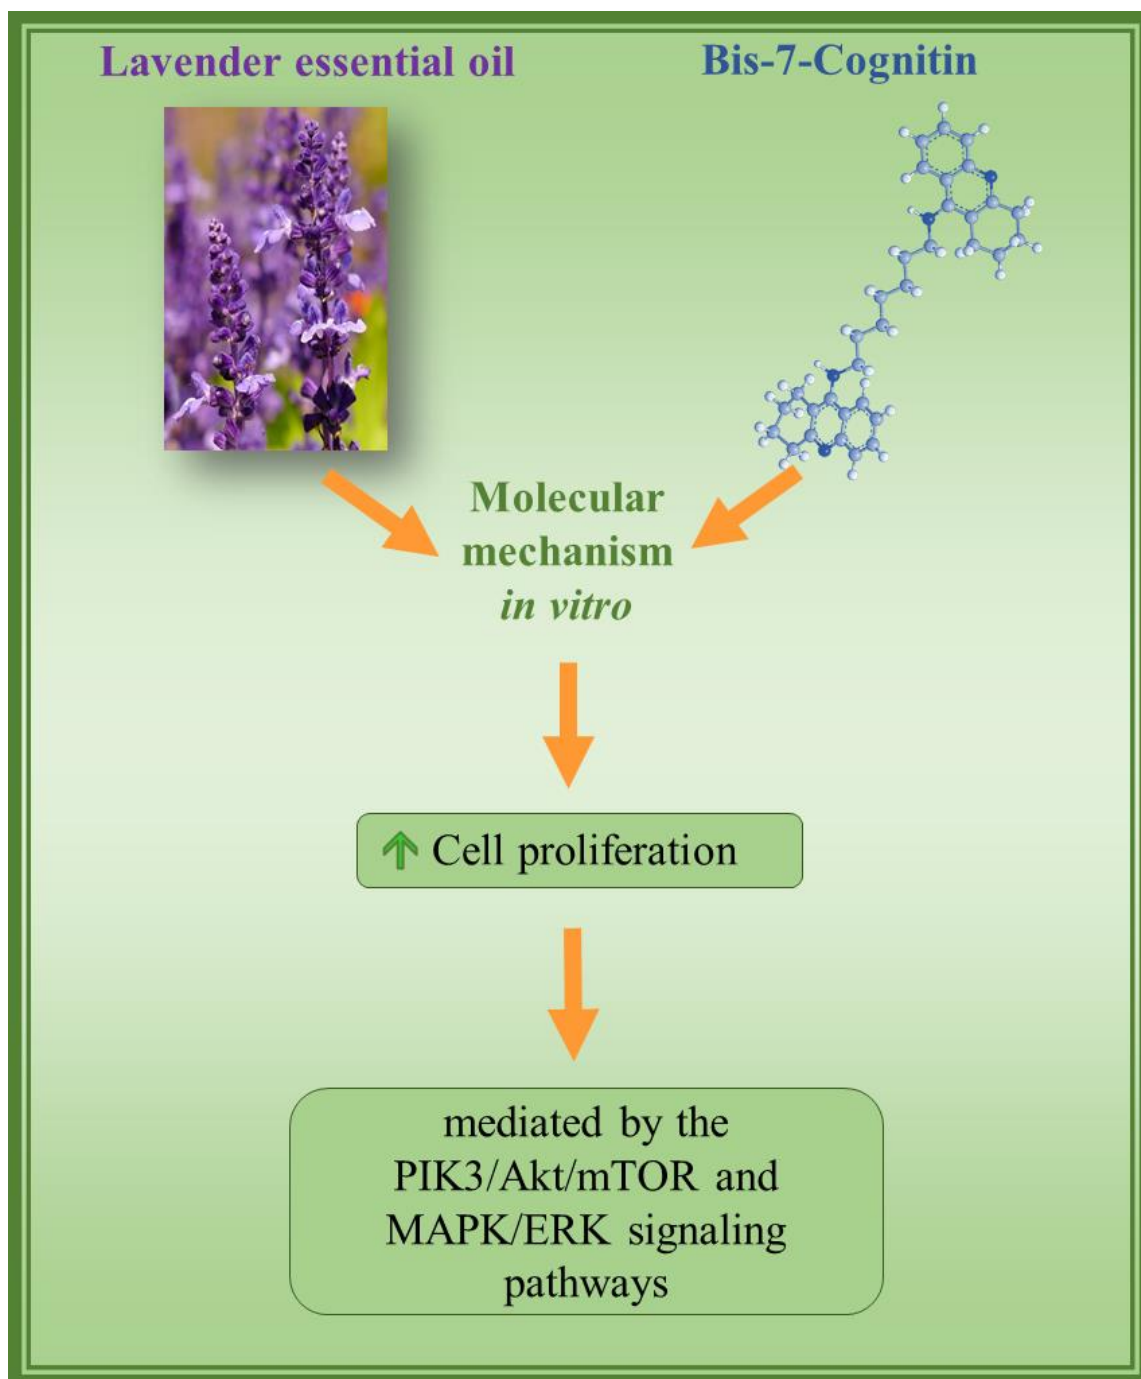 Lavender essential oil
Bis-7-Cognitin
Molecular
mechanism
in vitro
Cell proliferation
mediated by the
PIK3/Akt/mTOR and
MAPK/ERK signaling
pathways